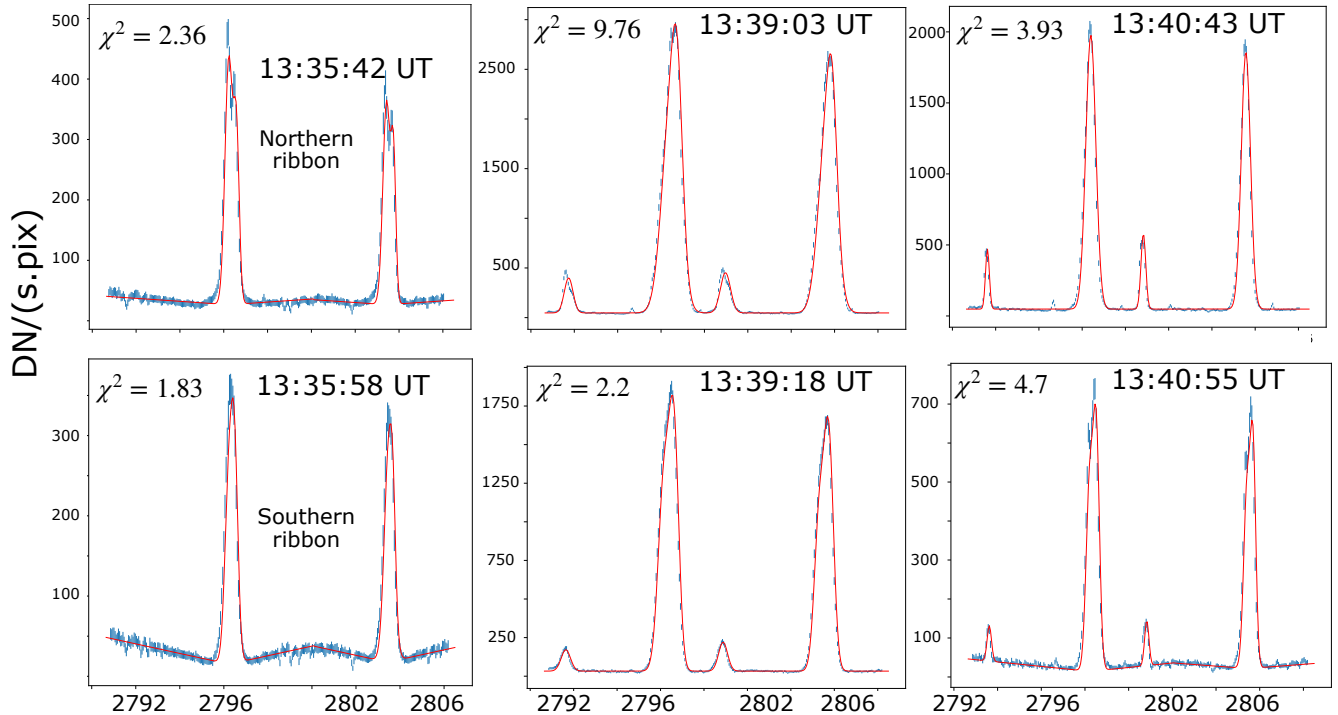 DN/(s.pix)
χ² = 2.36
13:35:42 UT
Northern
ribbon
500
400
300
200
100
χ² = 9.76
13:39:03 UT
2500
1500
500
χ² = 3.93
13:40:43 UT
2000
1500
1000
500
χ² = 1.83
13:35:58 UT
Southern
ribbon
300
200
100
2792 2796 2802 2806
χ² = 2.2
13:39:18 UT
1750
1250
750
250
2792 2796 2802 2806
χ² = 4.7
13:40:55 UT
700
500
300
100
2792 2796 2802 2806